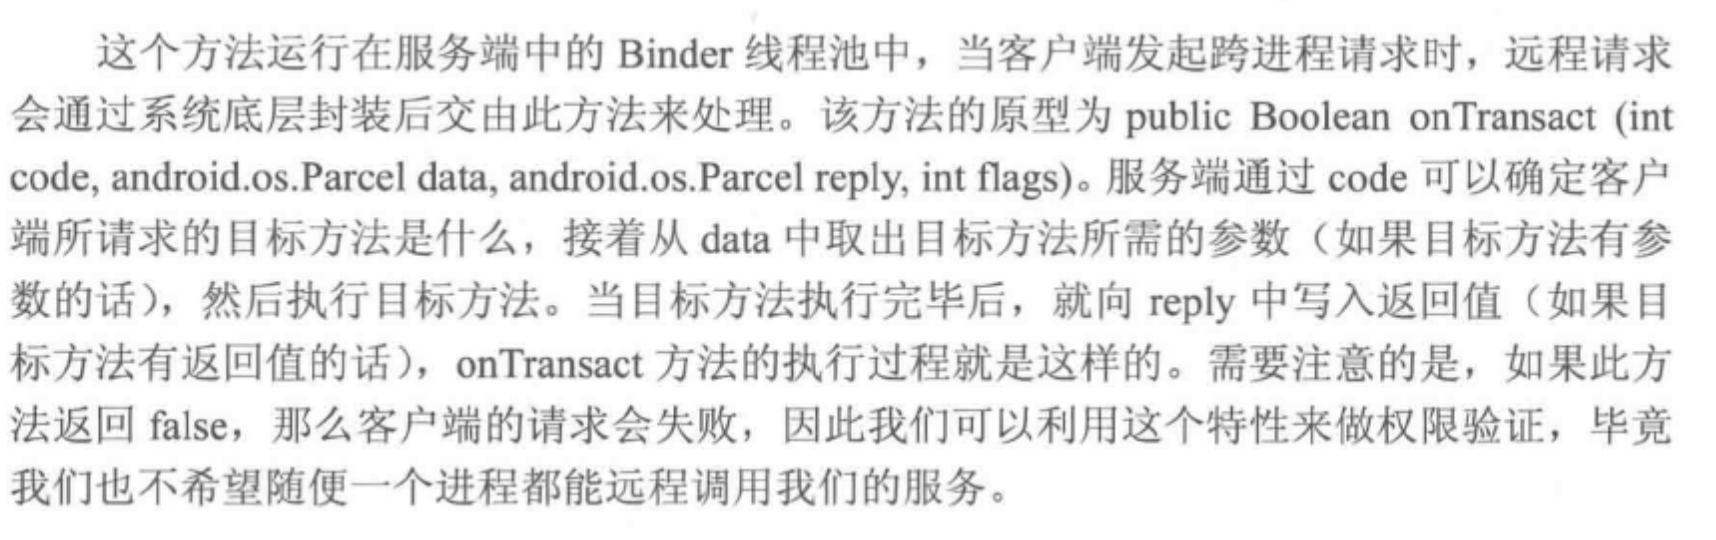 这个方法运行在服务端中的 Binder 线程池中，当客户端发起跨进程请求时，远程请求
会通过系统底层封装后交由此方法来处理。该方法的原型为 public Boolean onTransact (int
code, android.os.Parcel data, android.os.Parcel reply, int flags)。服务端通过 code 可以确定客户
端所请求的目标方法是什么，接着从 data 中取出目标方法所需的参数（如果目标方法有参
数的话），然后执行目标方法。当目标方法执行完毕后，就向 reply 中写入返回值（如果目
标方法有返回值的话），onTransact 方法的执行过程就是这样的。需要注意的是，如果此方
法返回 false，那么客户端的请求会失败，因此我们可以利用这个特性来做权限验证，毕竟
我们也不希望随便一个进程都能远程调用我们的服务。